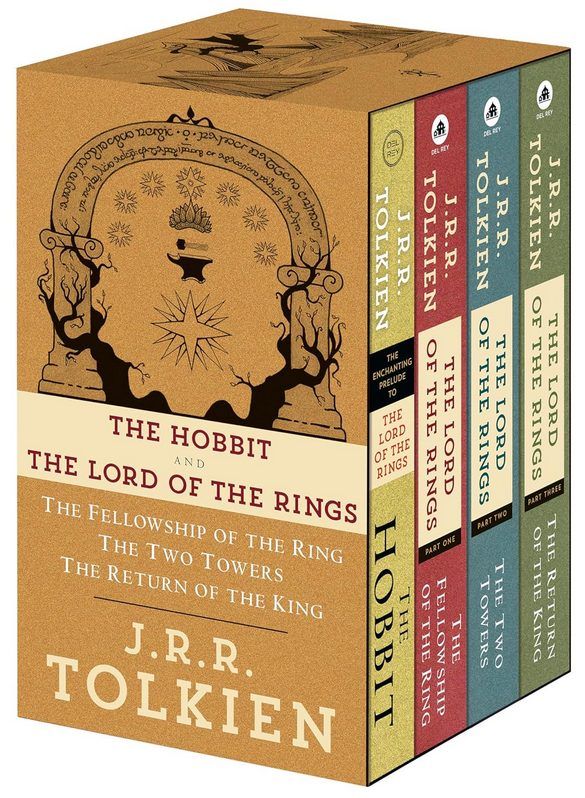 THE HOBBIT
AND
THE LORD OF THE RINGS
THE FELLOWSHIP OF THE RING
THE TWO TOWERS
THE RETURN OF THE KING
J.R.R.
TOLKIEN
DEL
REY
J.R.R.
TOLKIEN
THE
ENCHANTING
PRELUDE
TO
THE
LORD
OF THE
RINGS
THE
HOBBIT
DEL REY
J.R.R.
TOLKIEN
THE LORD
OF THE RINGS
PART ONE
THE
FELLOWSHIP
OF THE RING
DEL REY
J.R.R.
TOLKIEN
THE LORD
OF THE RINGS
PART TWO
THE TWO
TOWERS
DEL REY
J.R.R.
TOLKIEN
THE LORD
OF THE RINGS
PART THREE
THE RETURN
OF THE KING